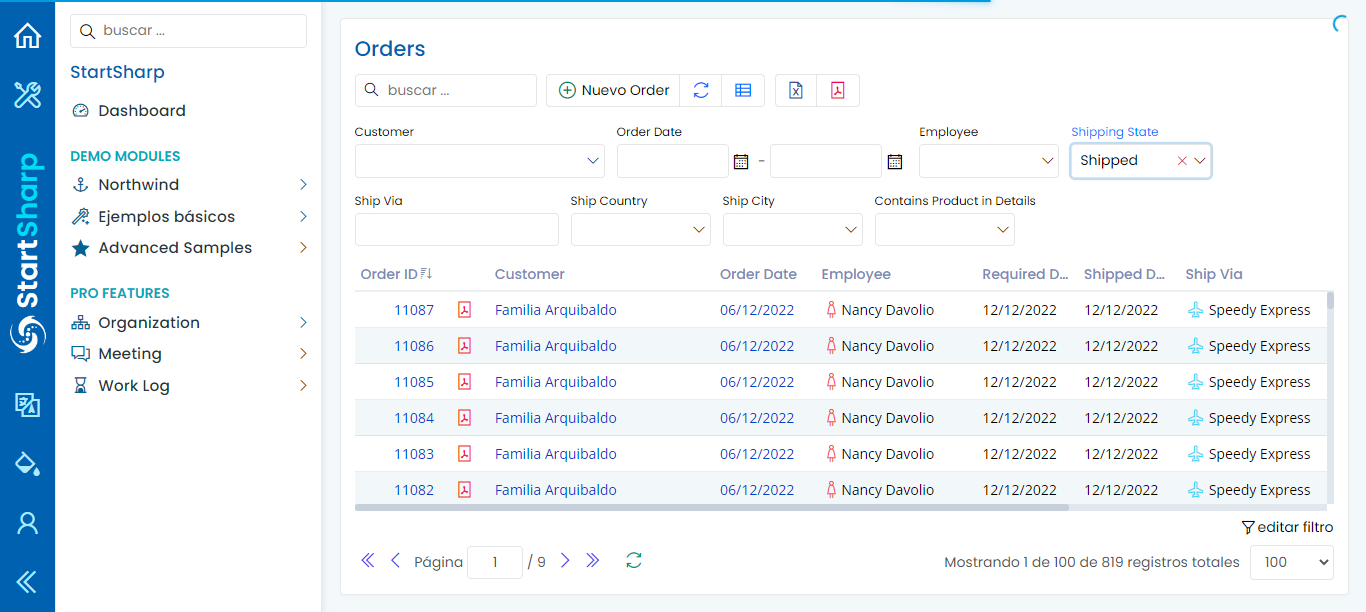 StartSharp
buscar ...
StartSharp
Dashboard
DEMO MODULES
Northwind
Ejemplos básicos
Advanced Samples
PRO FEATURES
Organization
Meeting
Work Log
Orders
buscar ...
Nuevo Order
Customer Order Date Employee Shipping State
- Shipped
Ship Via Ship Country Ship City Contains Product in Details
Order ID Customer Order Date Employee Required D... Shipped D... Ship Via
11087 Familia Arquibaldo 06/12/2022 Nancy Davolio 12/12/2022 12/12/2022 Speedy Express
11086 Familia Arquibaldo 06/12/2022 Nancy Davolio 12/12/2022 12/12/2022 Speedy Express
11085 Familia Arquibaldo 06/12/2022 Nancy Davolio 12/12/2022 12/12/2022 Speedy Express
11084 Familia Arquibaldo 06/12/2022 Nancy Davolio 12/12/2022 12/12/2022 Speedy Express
11083 Familia Arquibaldo 06/12/2022 Nancy Davolio 12/12/2022 12/12/2022 Speedy Express
11082 Familia Arquibaldo 06/12/2022 Nancy Davolio 12/12/2022 12/12/2022 Speedy Express
editar filtro
Página 1 / 9 Mostrando 1 de 100 de 819 registros totales 100